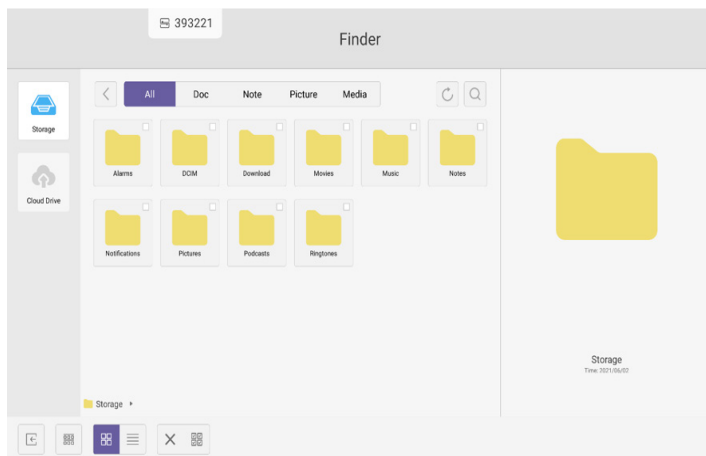 393221
Finder
All Doc Note Picture Media
Storage
Cloud Drive
Alarms DCIM Download Movies Music Notes
Notifications Pictures Podcasts Ringtones
Storage
Time: 2021/06/02
Storage